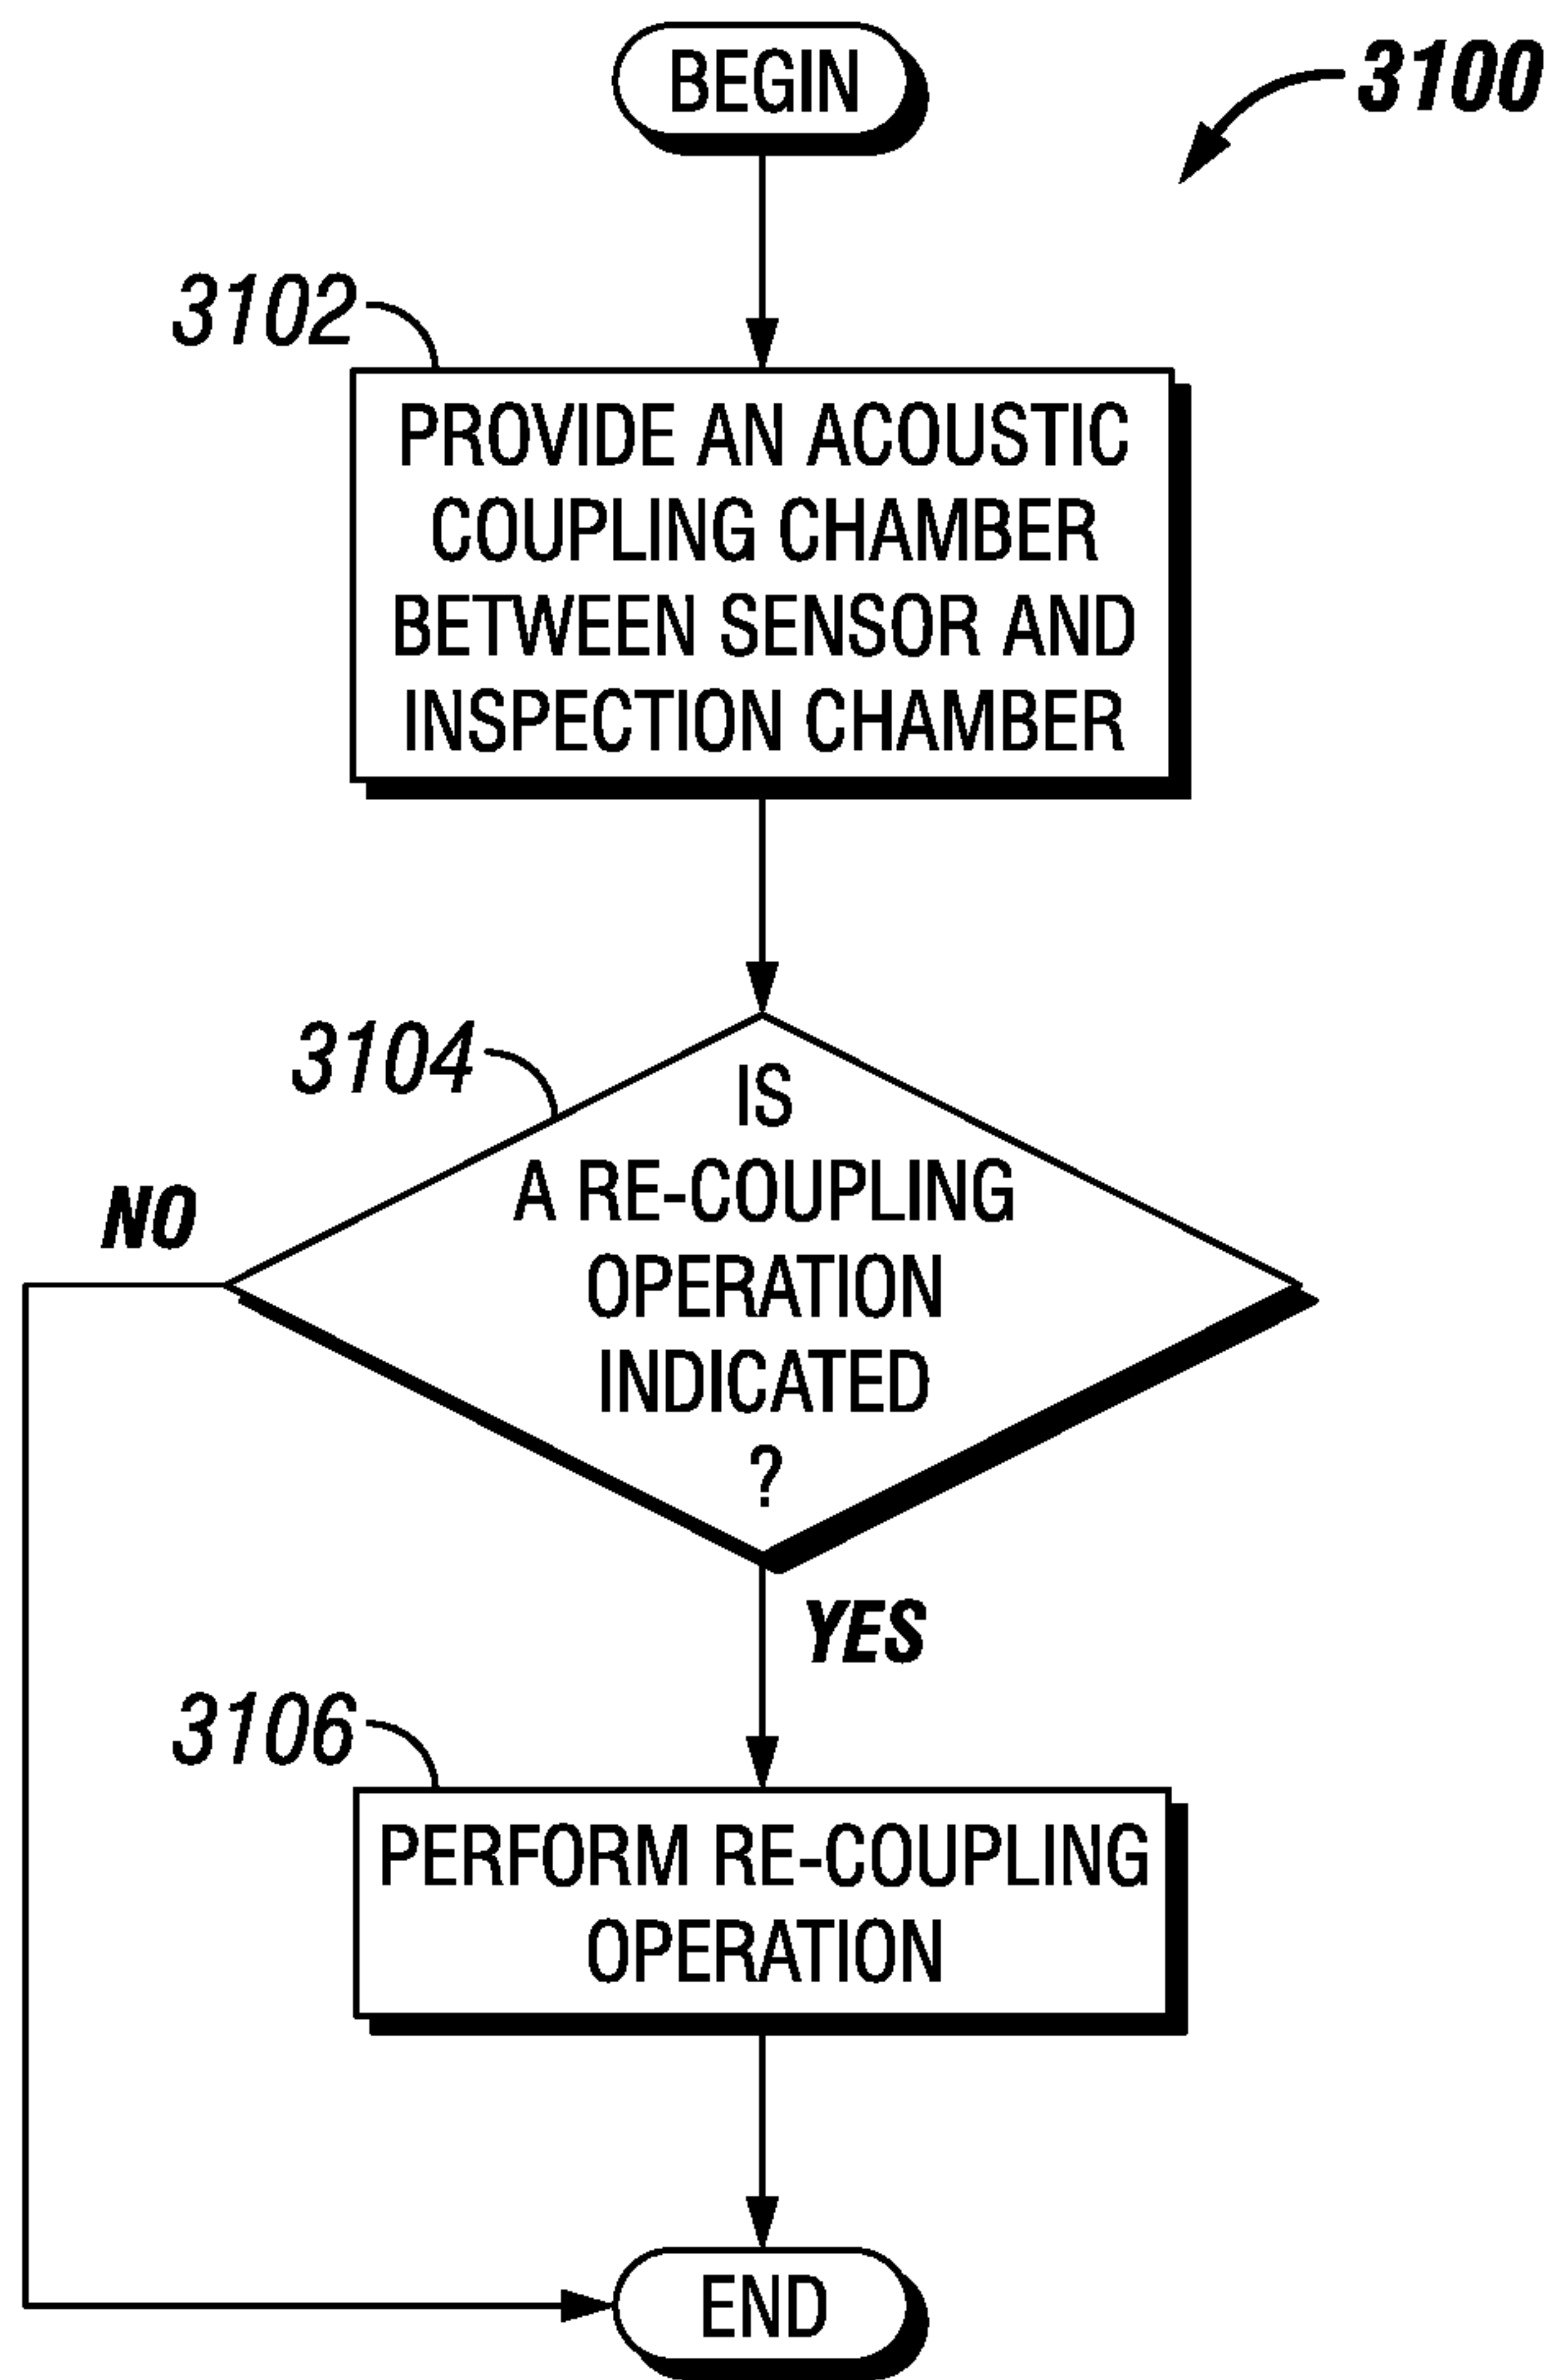 BEGIN
3100
3102
PROVIDE AN ACOUSTIC
COUPLING CHAMBER
BETWEEN SENSOR AND
INSPECTION CHAMBER
3104
IS
A RE-COUPLING
OPERATION
INDICATED
?
NO
YES
3106
PERFORM RE-COUPLING
OPERATION
END